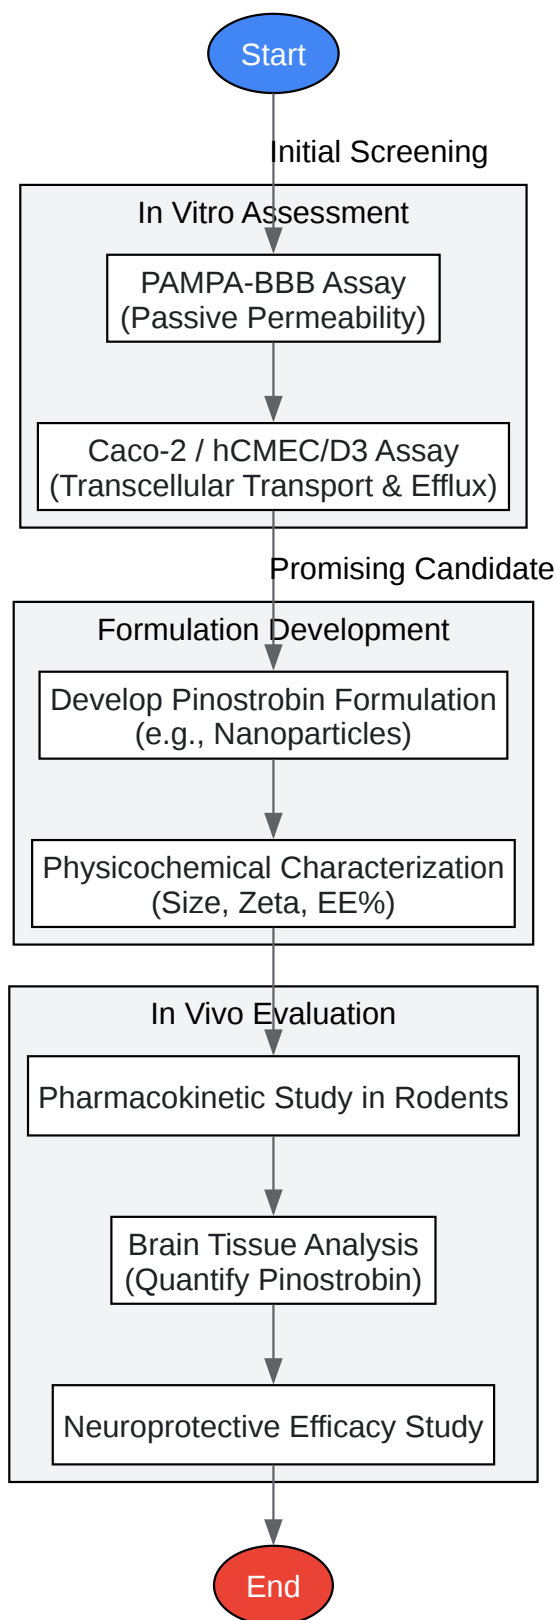 Start
Initial Screening
In Vitro Assessment
PAMPA-BBB Assay
(Passive Permeability)
Caco-2 / hCMEC/D3 Assay
(Transcellular Transport & Efflux)
Promising Candidate
Formulation Development
Develop Pinostrobin Formulation
(e.g., Nanoparticles)
Physicochemical Characterization
(Size, Zeta, EE%)
In Vivo Evaluation
Pharmacokinetic Study in Rodents
Brain Tissue Analysis
(Quantify Pinostrobin)
Neuroprotective Efficacy Study
End